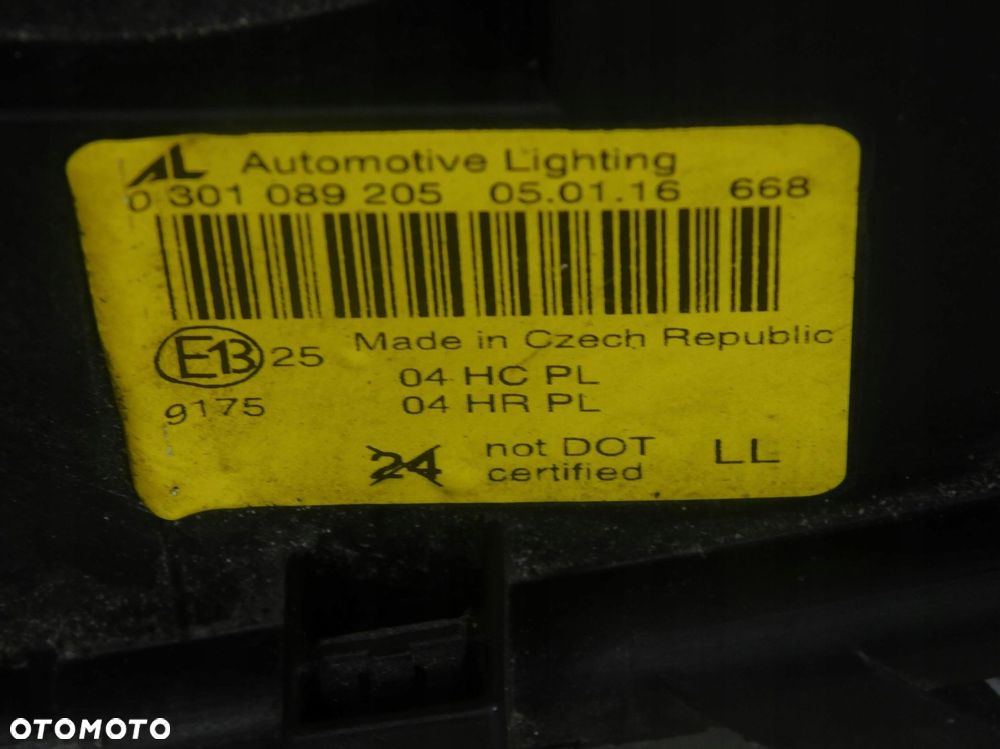 AL Automotive Lighting
0 301 089 205 05.01.16 668
E13 25 Made in Czech Republic
9175 04 HC PL
04 HR PL
24 not DOT LL
certified
OTOMOTO